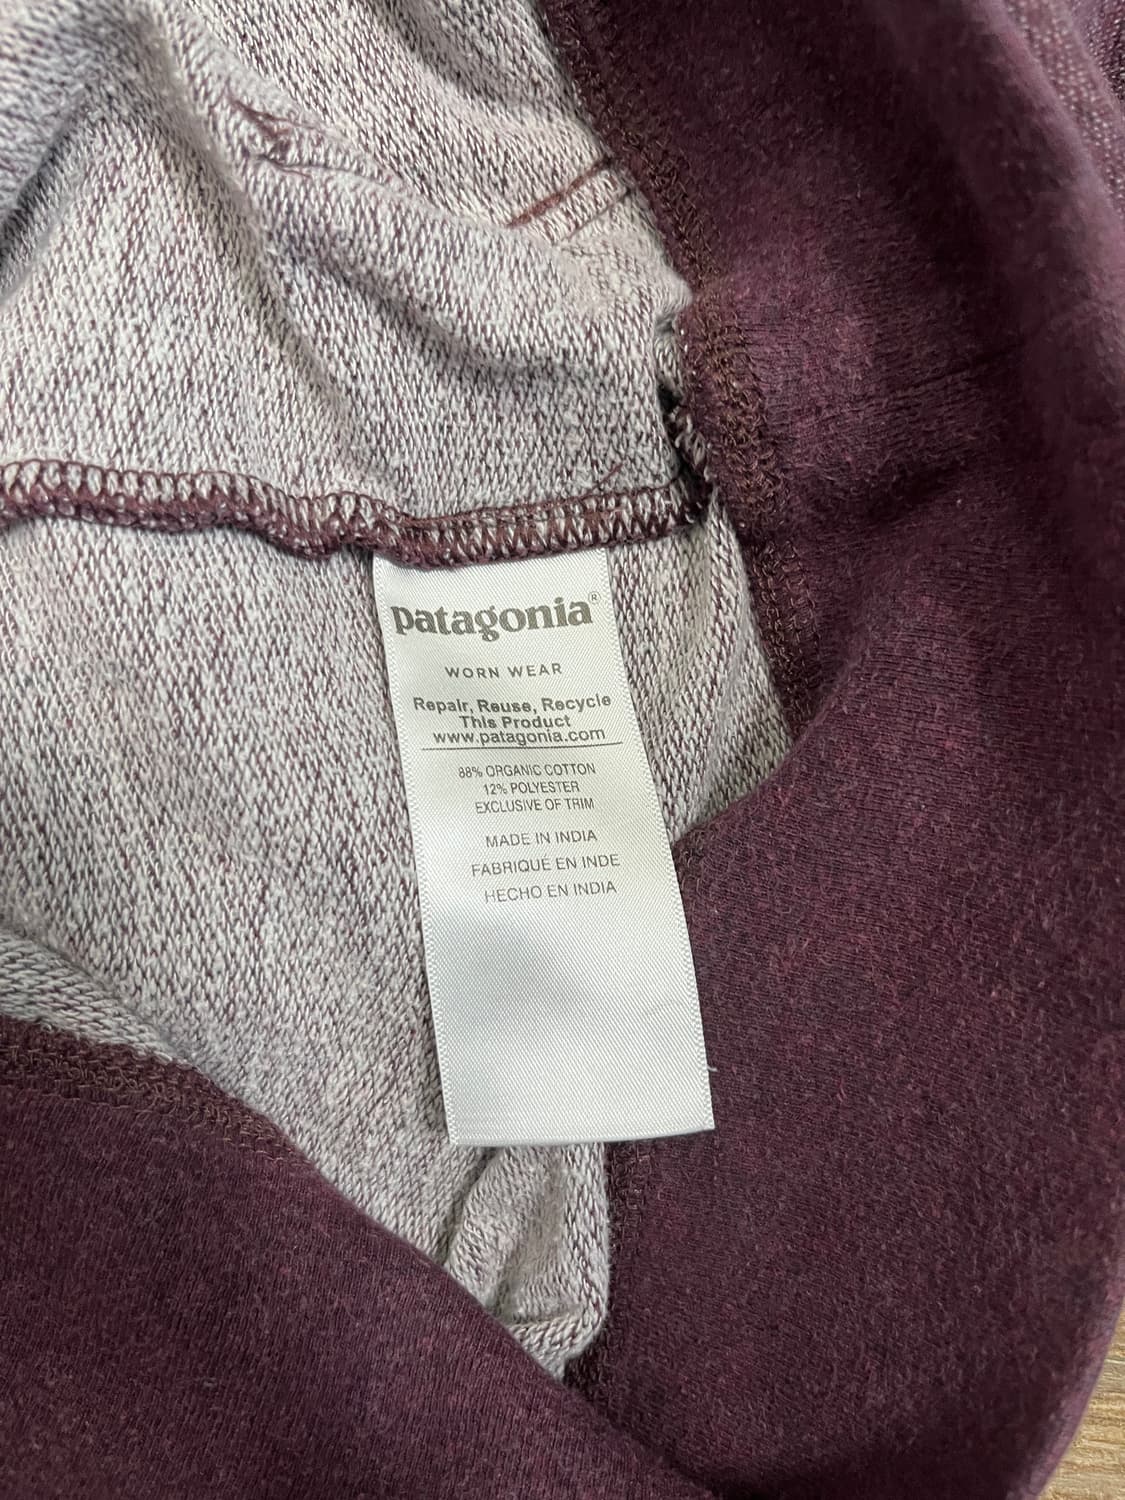 patagonia®
WORN WEAR
Repair, Reuse, Recycle
This Product
www.patagonia.com
88% ORGANIC COTTON
12% POLYESTER
EXCLUSIVE OF TRIM
MADE IN INDIA
FABRIQUÉ EN INDE
HECHO EN INDIA